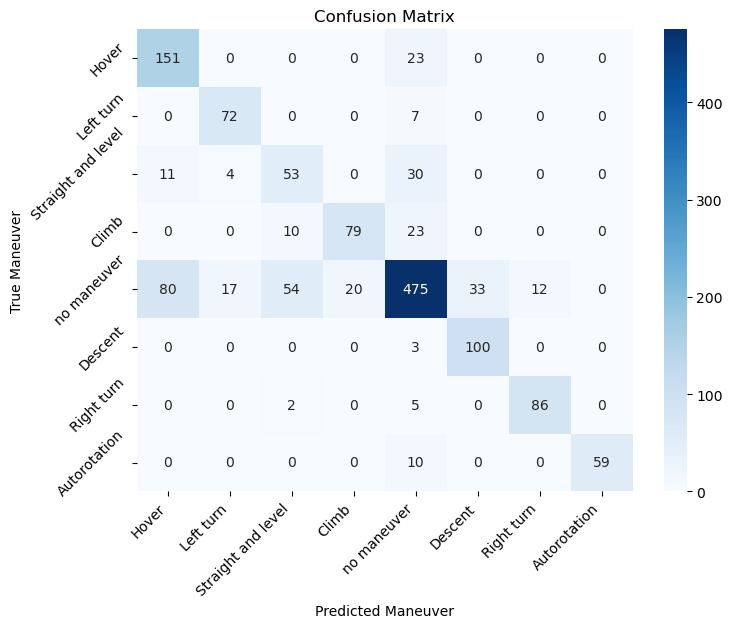 Confusion Matrix
True Maneuver
Hover 151 0 0 0 23 0 0 0
Left turn 0 72 0 0 7 0 0 0
Straight and level 11 4 53 0 30 0 0 0
Climb 0 0 10 79 23 0 0 0
no maneuver 80 17 54 20 475 33 12 0
Descent 0 0 0 0 3 100 0 0
Right turn 0 0 2 0 5 0 86 0
Autorotation 0 0 0 0 10 0 0 59
Hover Left turn Straight and level Climb no maneuver Descent Right turn Autorotation
Predicted Maneuver
400
300
200
100
0